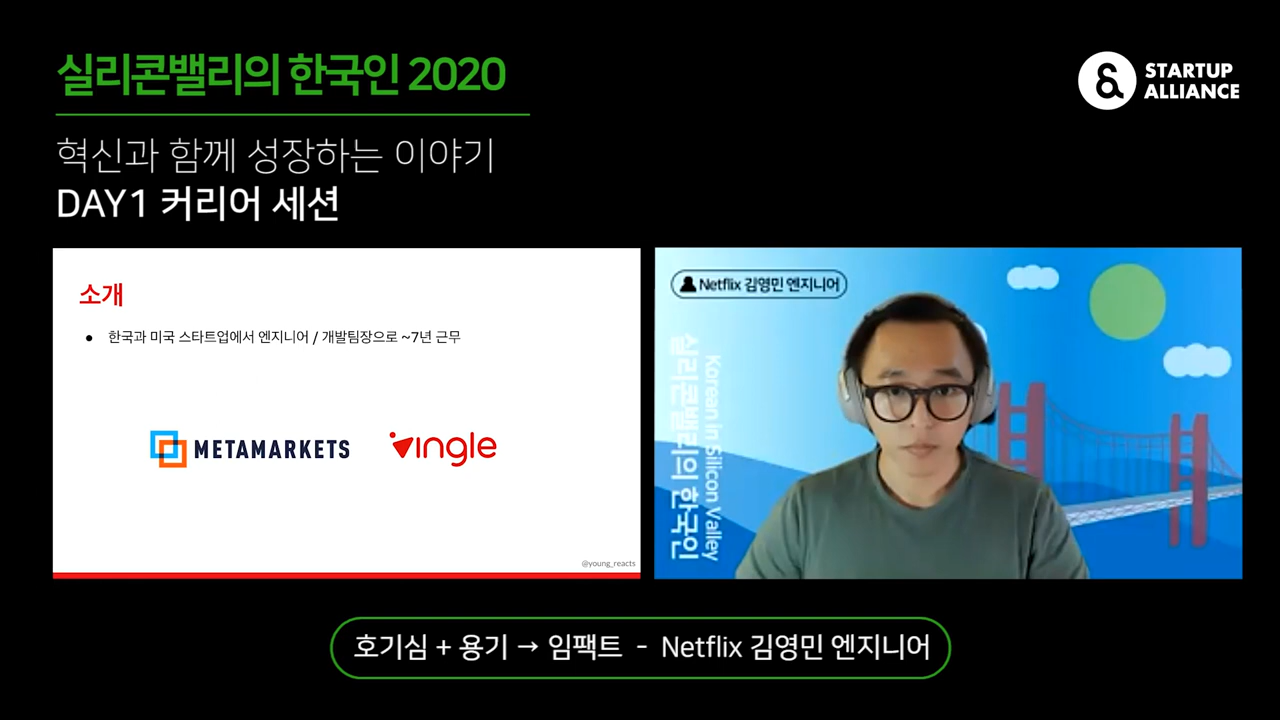 실리콘밸리의 한국인 2020
STARTUP
ALLIANCE
혁신과 함께 성장하는 이야기
DAY1 커리어 세션
소개
● 한국과 미국 스타트업에서 엔지니어 / 개발팀장으로 ~7년 근무
METAMARKETS
vingle
@young_reacts
Netflix 김영민 엔지니어
Korean in Silicon Valley
실리콘밸리의 한국인
호기심 + 용기 → 임팩트 - Netflix 김영민 엔지니어